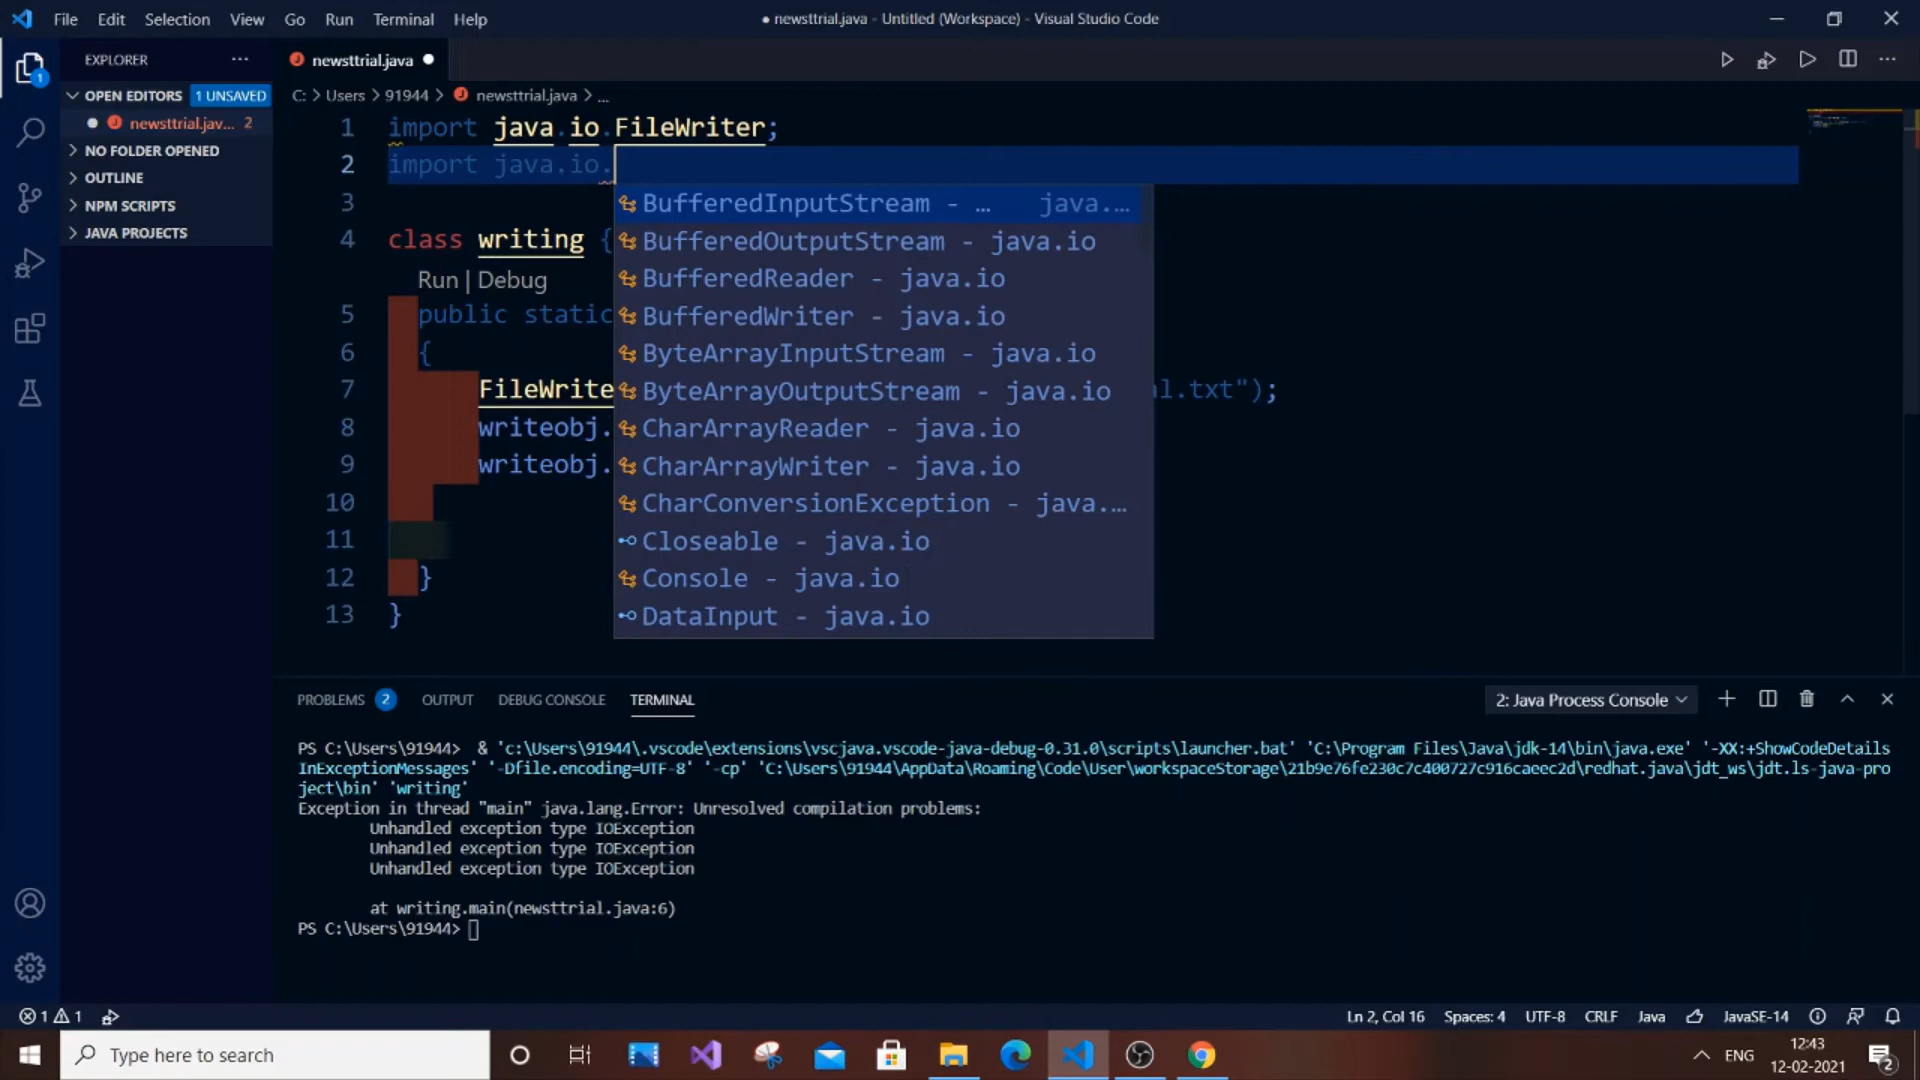 File Edit Selection View Go Run Terminal Help
● newsttrial.java - Untitled (Workspace) - Visual Studio Code
EXPLORER ...
newsttrial.java ●
OPEN EDITORS 1 UNSAVED
● newsttrial.jav... 2
NO FOLDER OPENED
OUTLINE
NPM SCRIPTS
JAVA PROJECTS
C: > Users > 91944 > newsttrial.java > ...
1 import java.io.FileWriter;
2 import java.io.
3
4 class writing {
Run | Debug
5 public static
6 {
7 FileWrite l.txt");
8 writeobj.
9 writeobj.
10
11
12 }
13 }
BufferedInputStream - ... java....
BufferedOutputStream - java.io
BufferedReader - java.io
BufferedWriter - java.io
ByteArrayInputStream - java.io
ByteArrayOutputStream - java.io
CharArrayReader - java.io
CharArrayWriter - java.io
CharConversionException - java....
Closeable - java.io
Console - java.io
DataInput - java.io
PROBLEMS 2 OUTPUT DEBUG CONSOLE TERMINAL
2: Java Process Console
PS C:\Users\91944> & 'c:\Users\91944\.vscode\extensions\vscjava.vscode-java-debug-0.31.0\scripts\launcher.bat' 'C:\Program Files\Java\jdk-14\bin\java.exe' '-XX:+ShowCodeDetails
InExceptionMessages' '-Dfile.encoding=UTF-8' '-cp' 'C:\Users\91944\AppData\Roaming\Code\User\workspaceStorage\21b9e76fe230c7c400727c916caeec2d\redhat.java\jdt_ws\jdt.ls-java-pro
ject\bin' 'writing'
Exception in thread "main" java.lang.Error: Unresolved compilation problems:
Unhandled exception type IOException
Unhandled exception type IOException
Unhandled exception type IOException
at writing.main(newsttrial.java:6)
PS C:\Users\91944>
1 1
Ln 2, Col 16 Spaces: 4 UTF-8 CRLF Java JavaSE-14
Type here to search
ENG
12:43
12-02-2021
2
1